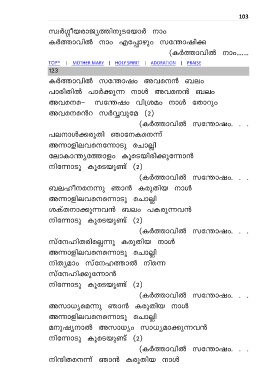 103
സ്വർഗ്ഗീയരാജ്യത്തിനുടയോർ നാം
കർത്താവിൽ നാം എപ്പോഴും സന്തോഷിക്ക
(കർത്താവിൽ നാം.....
TOP^ | MOTHER MARY | HOLY SPIRIT | ADORATION | PRAISE
123
കർത്താവിൽ സന്തോഷം അവനെൻ ബലം
പാരിതിൽ പാർക്കുന്ന നാൾ അവനെൻ ബലം
അവനെ- സന്തേഷം വിശ്രമം നാൾ തോറും
അവനെൻറ സർവ്വവുമേ (2)
(കർത്താവിൽ സന്തോഷം. . .
പലനാൾക്കരുതി ഞാനേകനെന്ന്
അന്നാളിലവനെന്നോടു ചൊല്ലി
ലോകാന്ത്യത്തോളം കൂടെയിരിക്കുന്നോൻ
നിന്നോടു കൂടെയുണ്ട് (2)
(കർത്താവിൽ സന്തോഷം. . .
ബലഹീനനെന്നു ഞാൻ കരുതിയ നാൾ
അന്നാളിലവനെന്നൊടു ചൊല്ലി
ശക്തനാക്കുന്നവൻ ബലം പകരുന്നവൻ
നിന്നോടു കൂടെയുണ്ട് (2)
(കർത്താവിൽ സന്തോഷം. . .
സ്നേഹിതരില്ലെന്നു കരുതിയ നാൾ
അന്നാളിലവനെന്നൊടു ചൊല്ലി
നിത്യമാം സ്നേഹത്താൽ നിന്നെ
സ്നേഹിക്കുന്നോൻ
നിന്നോടു കൂടെയുണ്ട് (2)
(കർത്താവിൽ സന്തോഷം. . .
അസാധ്യമെന്നു ഞാൻ കരുതിയ നാൾ
അന്നാളിലവനെന്നൊടു ചൊല്ലി
മനുഷ്യനാൽ അസാധ്യം സാധ്യമാക്കുന്നവൻ
നിന്നോടു കൂടെയുണ്ട് (2)
(കർത്താവിൽ സന്തോഷം. . .
നിന്ദിതനെന്ന് ഞാൻ കരുതിയ നാൾ